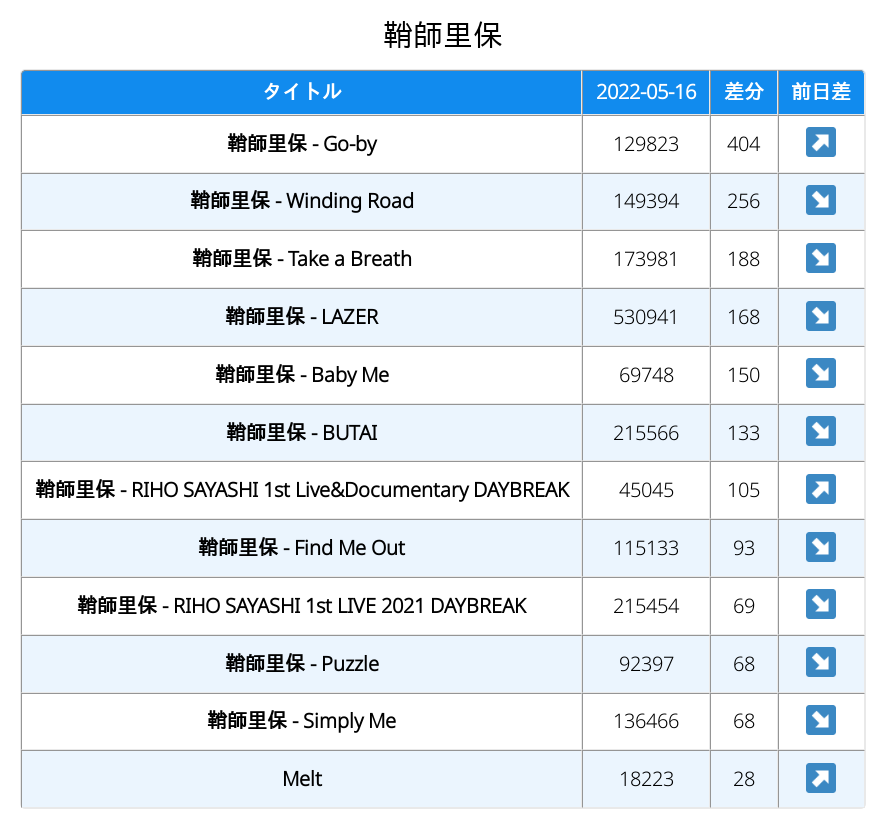 鞘師里保
タイトル 2022-05-16 差分 前日差
鞘師里保 - Go-by 129823 404
鞘師里保 - Winding Road 149394 256
鞘師里保 - Take a Breath 173981 188
鞘師里保 - LAZER 530941 168
鞘師里保 - Baby Me 69748 150
鞘師里保 - BUTAI 215566 133
鞘師里保 - RIHO SAYASHI 1st Live&Documentary DAYBREAK 45045 105
鞘師里保 - Find Me Out 115133 93
鞘師里保 - RIHO SAYASHI 1st LIVE 2021 DAYBREAK 215454 69
鞘師里保 - Puzzle 92397 68
鞘師里保 - Simply Me 136466 68
Melt 18223 28